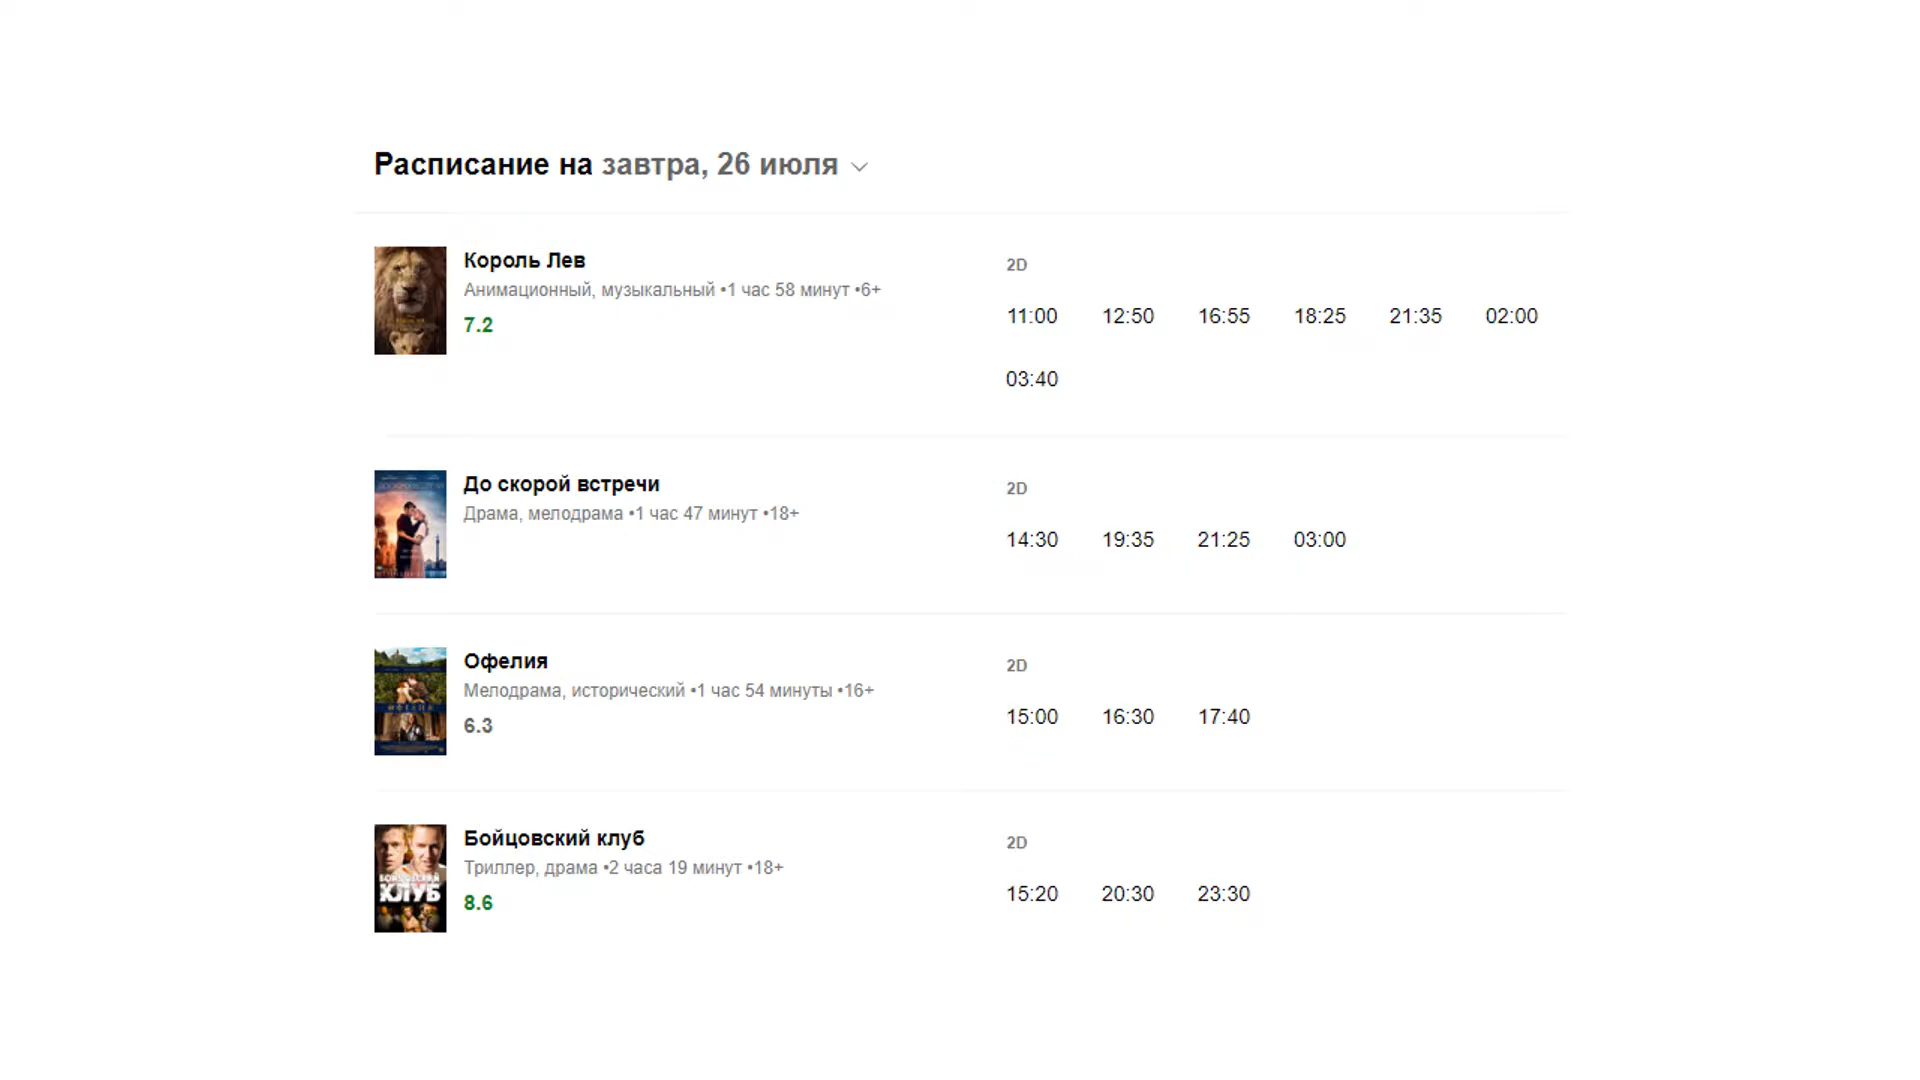 Расписание на завтра, 26 июля
Король Лев
Анимационный, музыкальный •1 час 58 минут •6+
7.2
2D
11:00 12:50 16:55 18:25 21:35 02:00
03:40
До скорой встречи
Драма, мелодрама •1 час 47 минут •18+
2D
14:30 19:35 21:25 03:00
Офелия
Мелодрама, исторический •1 час 54 минуты •16+
6.3
2D
15:00 16:30 17:40
Бойцовский клуб
Триллер, драма •2 часа 19 минут •18+
8.6
2D
15:20 20:30 23:30
БОЙЦОВСКИЙ
КЛУБ